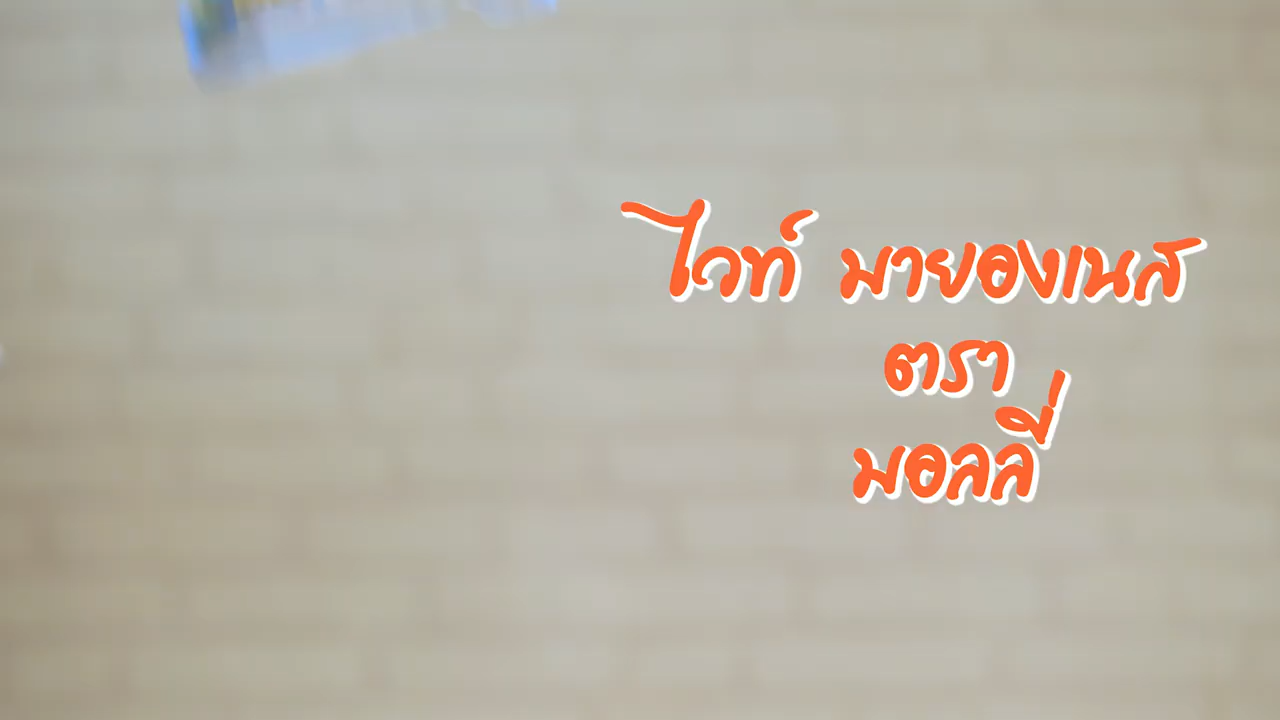 ไวท์ มายองเนส
ตรา
มอลลี่